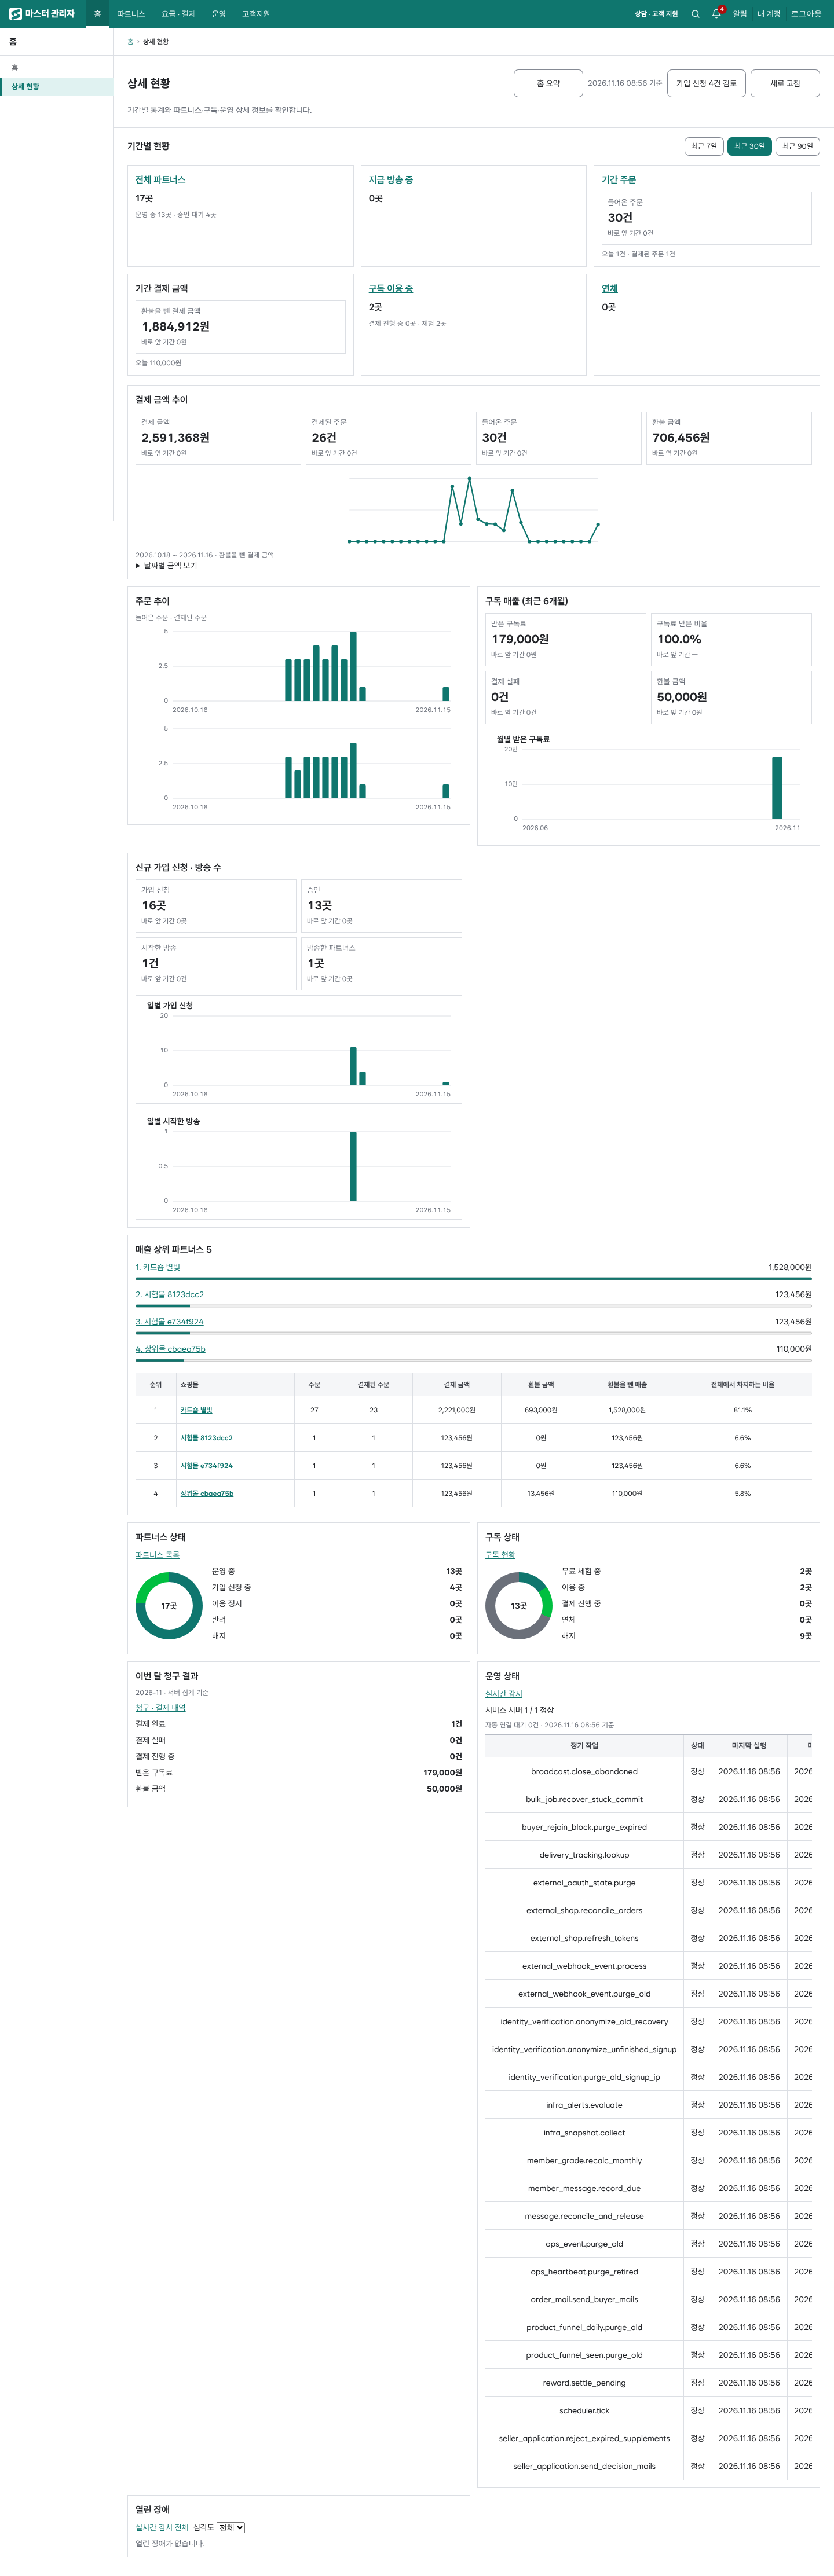 마스터 관리자 홈 파트너스 요금 · 결제 운영 고객지원 상담 · 고객 지원 4 알림 내 계정 로그아웃
홈
홈
상세 현황
홈 › 상세 현황
상세 현황
홈 요약 2026.11.16 08:56 기준 가입 신청 4건 검토 새로 고침
기간별 통계와 파트너스·구독·운영 상세 정보를 확인합니다.
기간별 현황 최근 7일 최근 30일 최근 90일
전체 파트너스
17곳
운영 중 13곳 · 승인 대기 4곳
지금 방송 중
0곳
기간 주문
들어온 주문
30건
바로 앞 기간 0건
오늘 1건 · 결제된 주문 1건
기간 결제 금액
환불을 뺀 결제 금액
1,884,912원
바로 앞 기간 0원
오늘 110,000원
구독 이용 중
2곳
결제 진행 중 0곳 · 체험 2곳
연체
0곳
결제 금액 추이
결제 금액
2,591,368원
바로 앞 기간 0원
결제된 주문
26건
바로 앞 기간 0건
들어온 주문
30건
바로 앞 기간 0건
환불 금액
706,456원
바로 앞 기간 0원
2026.10.18 ~ 2026.11.16 · 환불을 뺀 결제 금액
▶ 날짜별 금액 보기
주문 추이
들어온 주문 · 결제된 주문
5
2.5
0
2026.10.18 2026.11.15
5
2.5
0
2026.10.18 2026.11.15
구독 매출 (최근 6개월)
받은 구독료
179,000원
바로 앞 기간 0원
구독료 받은 비율
100.0%
바로 앞 기간 —
결제 실패
0건
바로 앞 기간 0건
환불 금액
50,000원
바로 앞 기간 0원
월별 받은 구독료
20만
10만
0
2026.06 2026.11
신규 가입 신청 · 방송 수
가입 신청
16곳
바로 앞 기간 0곳
승인
13곳
바로 앞 기간 0곳
시작한 방송
1건
바로 앞 기간 0건
방송한 파트너스
1곳
바로 앞 기간 0곳
일별 가입 신청
20
10
0
2026.10.18 2026.11.15
일별 시작한 방송
1
0.5
0
2026.10.18 2026.11.15
매출 상위 파트너스 5
1. 카드숍 별빛 1,528,000원
2. 시험몰 8123dcc2 123,456원
3. 시험몰 e734f924 123,456원
4. 상위몰 cbaea75b 110,000원
순위 쇼핑몰 주문 결제된 주문 결제 금액 환불 금액 환불을 뺀 매출 전체에서 차지하는 비율
1 카드숍 별빛 27 23 2,221,000원 693,000원 1,528,000원 81.1%
2 시험몰 8123dcc2 1 1 123,456원 0원 123,456원 6.6%
3 시험몰 e734f924 1 1 123,456원 0원 123,456원 6.6%
4 상위몰 cbaea75b 1 1 123,456원 13,456원 110,000원 5.8%
파트너스 상태
파트너스 목록
17곳
운영 중 13곳
가입 신청 중 4곳
이용 정지 0곳
반려 0곳
해지 0곳
구독 상태
구독 현황
13곳
무료 체험 중 2곳
이용 중 2곳
결제 진행 중 0곳
연체 0곳
해지 9곳
이번 달 청구 결과
2026-11 · 서버 집계 기준
청구 · 결제 내역
결제 완료 1건
결제 실패 0건
결제 진행 중 0건
받은 구독료 179,000원
환불 금액 50,000원
운영 상태
실시간 감시
서비스 서버 1 / 1 정상
자동 연결 대기 0건 · 2026.11.16 08:56 기준
정기 작업 상태 마지막 실행
broadcast.close_abandoned 정상 2026.11.16 08:56 2026
bulk_job.recover_stuck_commit 정상 2026.11.16 08:56 2026
buyer_rejoin_block.purge_expired 정상 2026.11.16 08:56 2026
delivery_tracking.lookup 정상 2026.11.16 08:56 2026
external_oauth_state.purge 정상 2026.11.16 08:56 2026
external_shop.reconcile_orders 정상 2026.11.16 08:56 2026
external_shop.refresh_tokens 정상 2026.11.16 08:56 2026
external_webhook_event.process 정상 2026.11.16 08:56 2026
external_webhook_event.purge_old 정상 2026.11.16 08:56 2026
identity_verification.anonymize_old_recovery 정상 2026.11.16 08:56 2026
identity_verification.anonymize_unfinished_signup 정상 2026.11.16 08:56 2026
identity_verification.purge_old_signup_ip 정상 2026.11.16 08:56 2026
infra_alerts.evaluate 정상 2026.11.16 08:56 2026
infra_snapshot.collect 정상 2026.11.16 08:56 2026
member_grade.recalc_monthly 정상 2026.11.16 08:56 2026
member_message.record_due 정상 2026.11.16 08:56 2026
message.reconcile_and_release 정상 2026.11.16 08:56 2026
ops_event.purge_old 정상 2026.11.16 08:56 2026
ops_heartbeat.purge_retired 정상 2026.11.16 08:56 2026
order_mail.send_buyer_mails 정상 2026.11.16 08:56 2026
product_funnel_daily.purge_old 정상 2026.11.16 08:56 2026
product_funnel_seen.purge_old 정상 2026.11.16 08:56 2026
reward.settle_pending 정상 2026.11.16 08:56 2026
scheduler.tick 정상 2026.11.16 08:56 2026
seller_application.reject_expired_supplements 정상 2026.11.16 08:56 2026
seller_application.send_decision_mails 정상 2026.11.16 08:56 2026
열린 장애
실시간 감시 전체 심각도 전체
열린 장애가 없습니다.